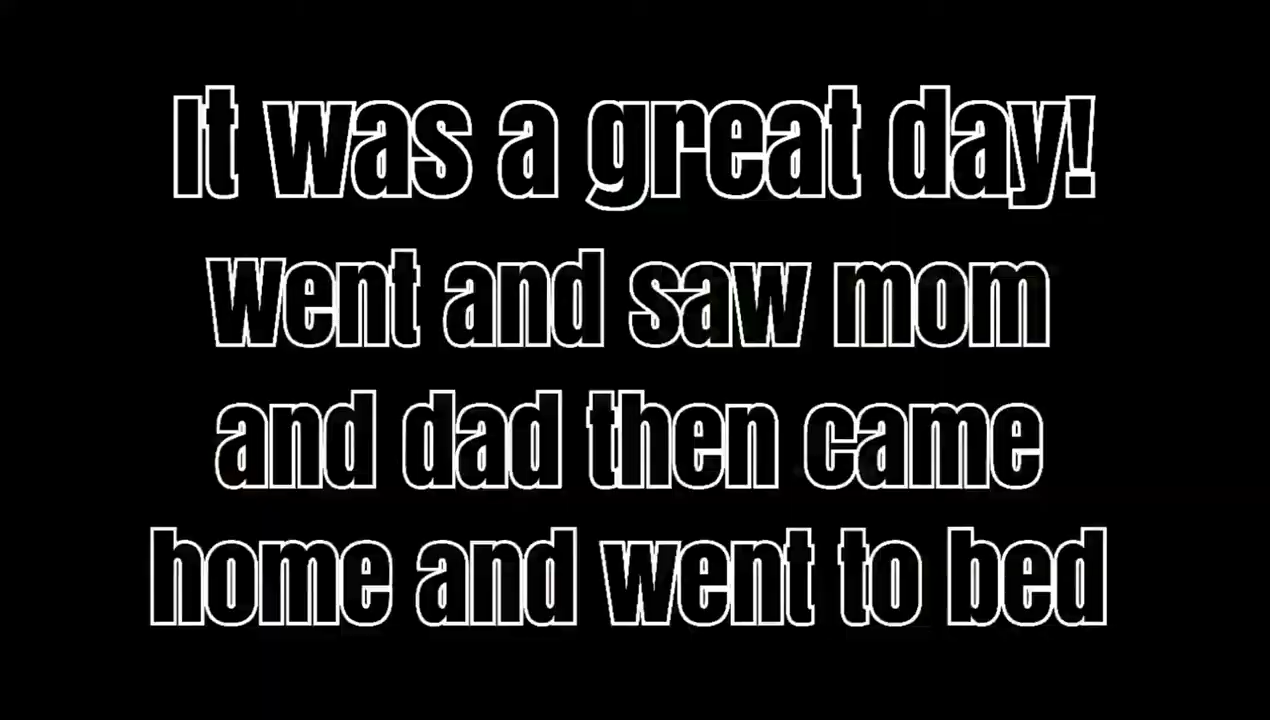 It was a great day!
went and saw mom
and dad then came
home and went to bed